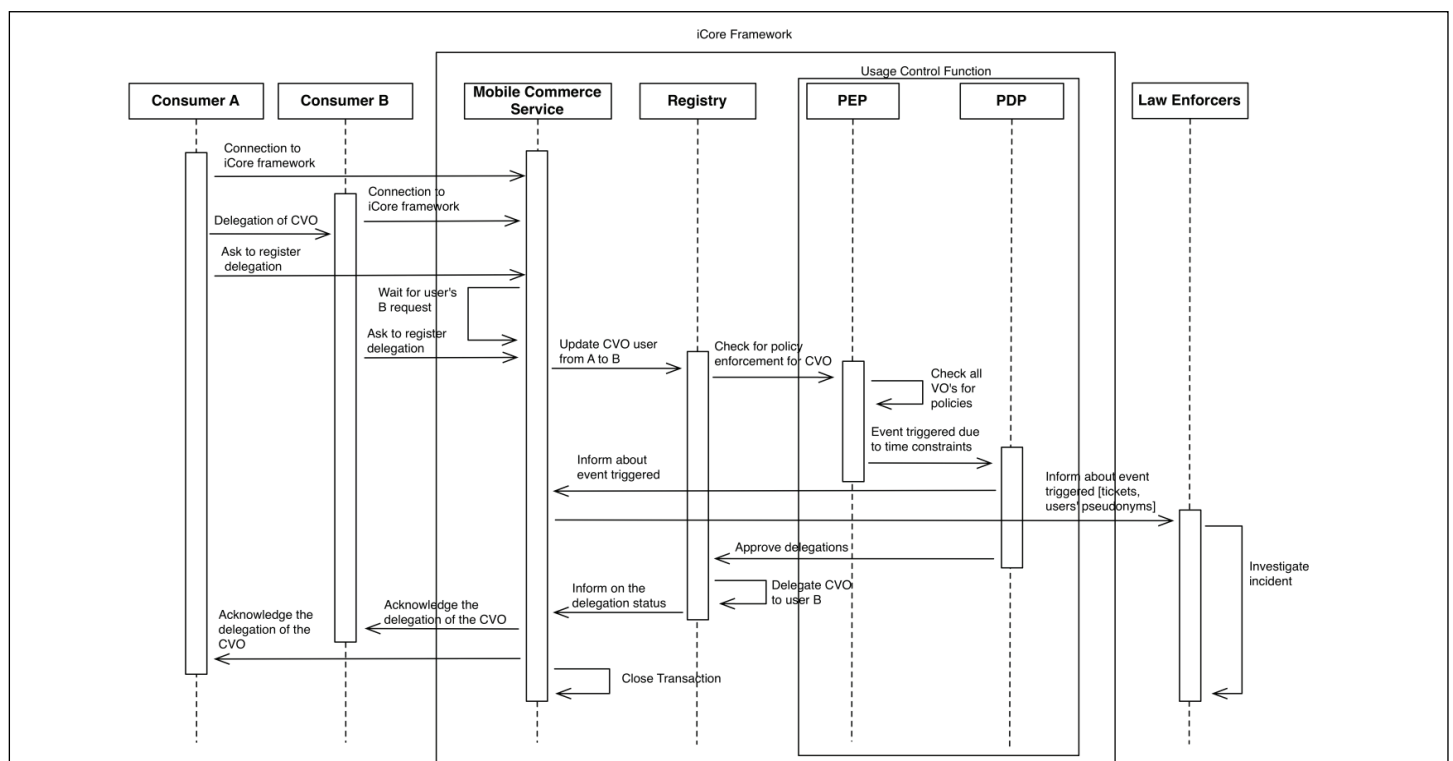 iCore Framework
Usage Control Function
Consumer A
Consumer B
Mobile Commerce
Service
Registry
PEP
PDP
Law Enforcers
Connection to
iCore framework
Connection to
iCore framework
Delegation of CVO
Ask to register
delegation
Wait for user's
B request
Ask to register
delegation
Update CVO user
from A to B
Check for policy
enforcement for CVO
Check all
VO's for
policies
Event triggered due
to time constraints
Inform about
event triggered
Inform about event
triggered [tickets,
users' pseudonyms]
Approve delegations
Investigate
incident
Delegate CVO
to user B
Inform on the
delegation status
Acknowledge the
delegation of the CVO
Acknowledge the
delegation of the
CVO
Close Transaction